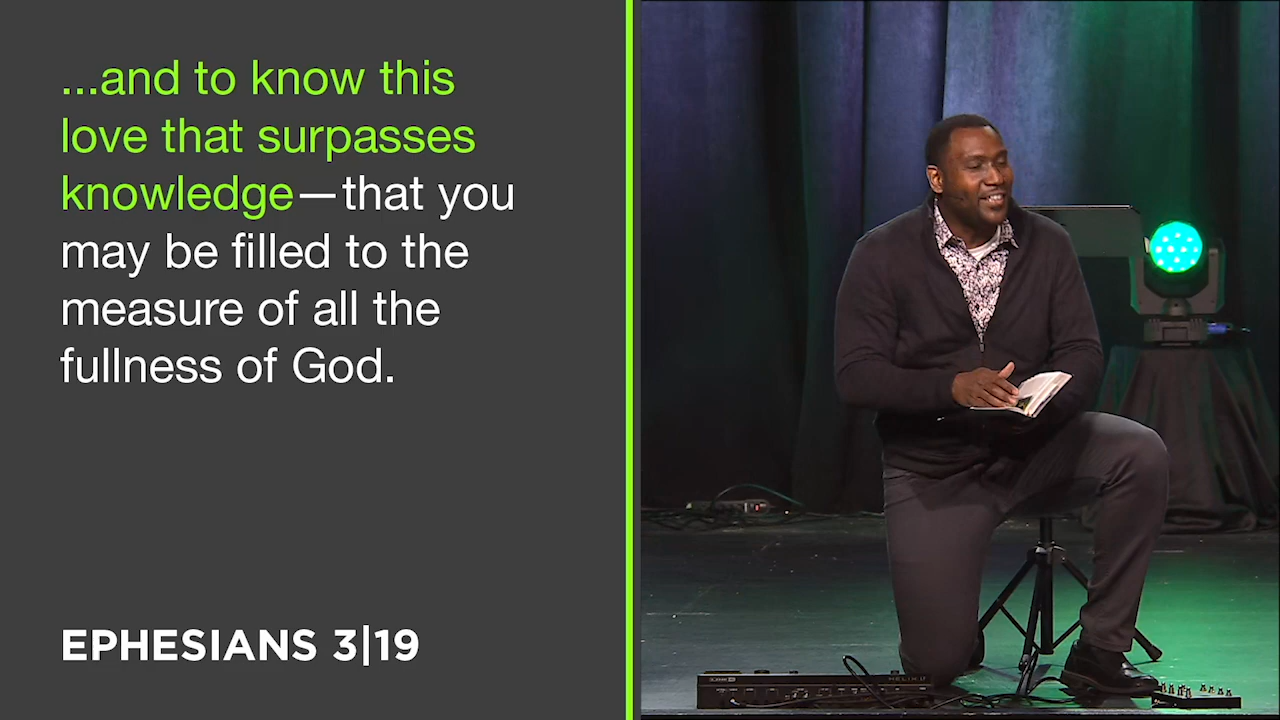 ...and to know this
love that surpasses
knowledge—that you
may be filled to the
measure of all the
fullness of God.
EPHESIANS 3|19
HELIX